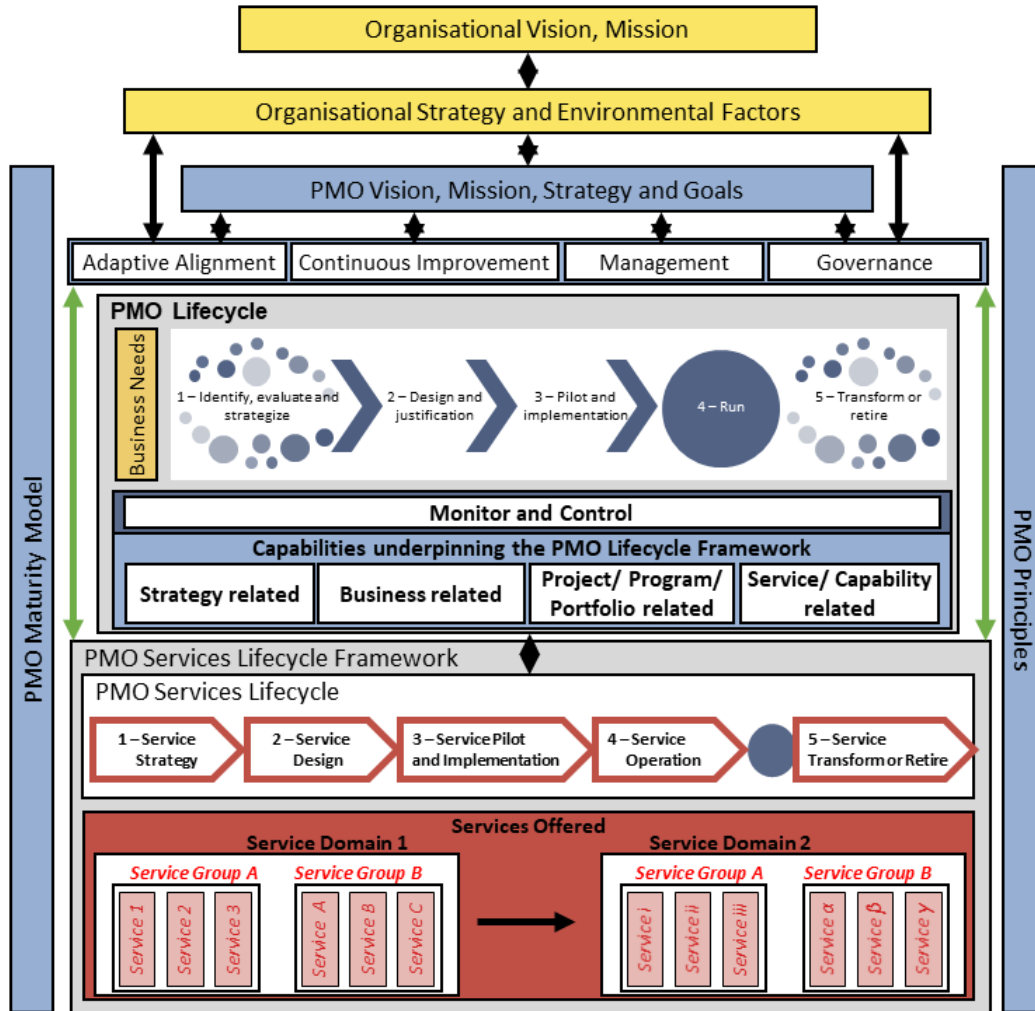 Organisational Vision, Mission
Organisational Strategy and Environmental Factors
PMO Vision, Mission, Strategy and Goals
Adaptive Alignment
Continuous Improvement
Management
Governance
PMO Maturity Model
PMO Principles
PMO Lifecycle
Business Needs
1 – Identify, evaluate and
strategize
2 – Design and
justification
3 – Pilot and
implementation
4 – Run
5 – Transform or
retire
Monitor and Control
Capabilities underpinning the PMO Lifecycle Framework
Strategy related
Business related
Project/ Program/
Portfolio related
Service/ Capability
related
PMO Services Lifecycle Framework
PMO Services Lifecycle
1 – Service
Strategy
2 – Service
Design
3 – Service Pilot
and Implementation
4 – Service
Operation
5 – Service
Transform or Retire
Services Offered
Service Domain 1
Service Group A
Service 1
Service 2
Service 3
Service Group B
Service A
Service B
Service C
Service Domain 2
Service Group A
Service i
Service ii
Service iii
Service Group B
Service α
Service β
Service γ